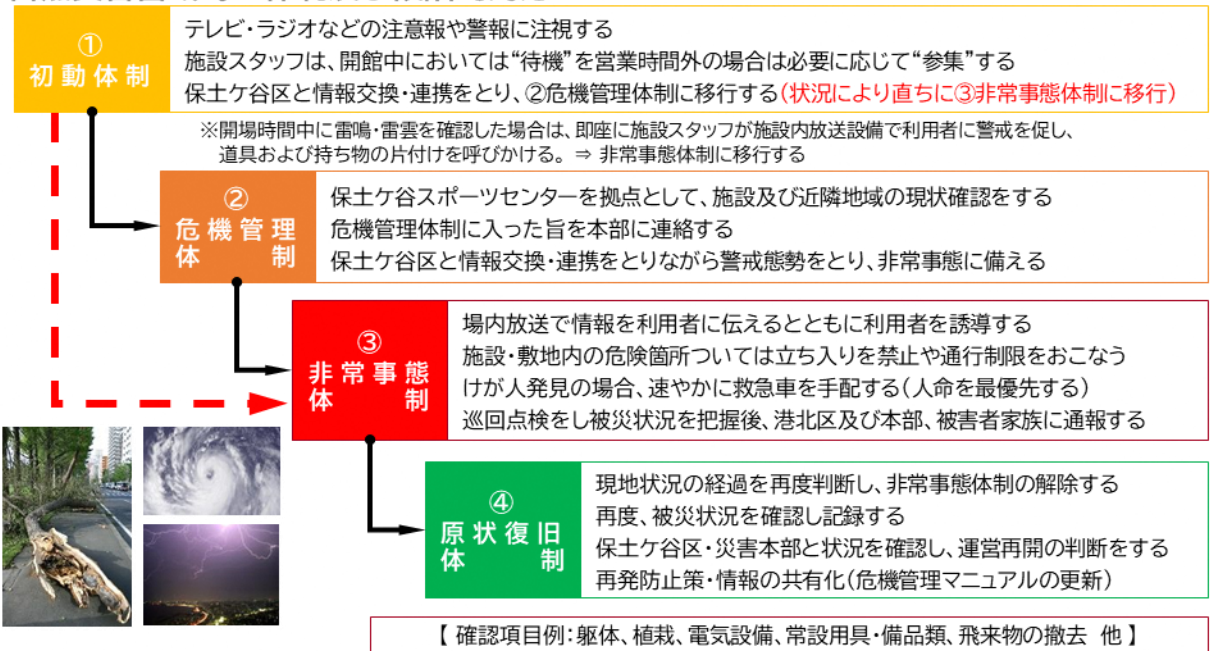 ①
初動体制
テレビ・ラジオなどの注意報や警報に注視する
施設スタッフは、開館中においては“待機”を営業時間外の場合は必要に応じて“参集”する
保土ケ谷区と情報交換・連携をとり、②危機管理体制に移行する(状況により直ちに③非常事態体制に移行)
※開場時間中に雷鳴・雷雲を確認した場合は、即座に施設スタッフが施設内放送設備で利用者に警戒を促し、
道具および持ち物の片付けを呼びかける。⇒ 非常事態体制に移行する
②
危機管理
体制
保土ケ谷スポーツセンターを拠点として、施設及び近隣地域の現状確認をする
危機管理体制に入った旨を本部に連絡する
保土ケ谷区と情報交換・連携をとりながら警戒態勢をとり、非常事態に備える
③
非常事態
体制
場内放送で情報を利用者に伝えるとともに利用者を誘導する
施設・敷地内の危険箇所ついては立ち入りを禁止や通行制限をおこなう
けが人発見の場合、速やかに救急車を手配する(人命を最優先する)
巡回点検をし被災状況を把握後、港北区及び本部、被害者家族に通報する
④
原状復旧
体制
現地状況の経過を再度判断し、非常事態体制の解除する
再度、被災状況を確認し記録する
保土ケ谷区・災害本部と状況を確認し、運営再開の判断をする
再発防止策・情報の共有化(危機管理マニュアルの更新)
【 確認項目例:躯体、植栽、電気設備、常設用具・備品類、飛来物の撤去 他 】